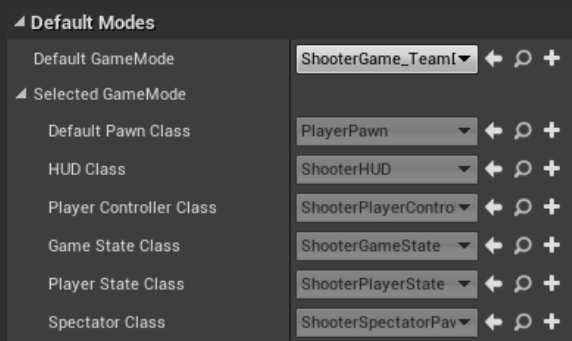 Default Modes
Default GameMode ShooterGame_Team
Selected GameMode
Default Pawn Class PlayerPawn
HUD Class ShooterHUD
Player Controller Class ShooterPlayerContro
Game State Class ShooterGameState
Player State Class ShooterPlayerState
Spectator Class ShooterSpectatorPaw